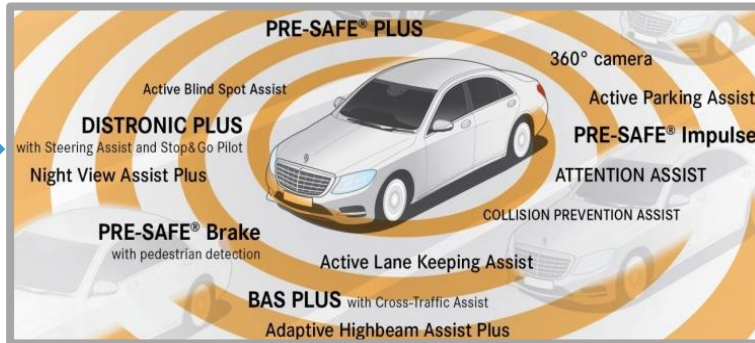 PRE-SAFE® PLUS
360° camera
Active Blind Spot Assist
Active Parking Assist
DISTRONIC PLUS
with Steering Assist and Stop&Go Pilot
PRE-SAFE® Impulse
Night View Assist Plus
ATTENTION ASSIST
COLLISION PREVENTION ASSIST
PRE-SAFE® Brake
with pedestrian detection
Active Lane Keeping Assist
BAS PLUS with Cross-Traffic Assist
Adaptive Highbeam Assist Plus